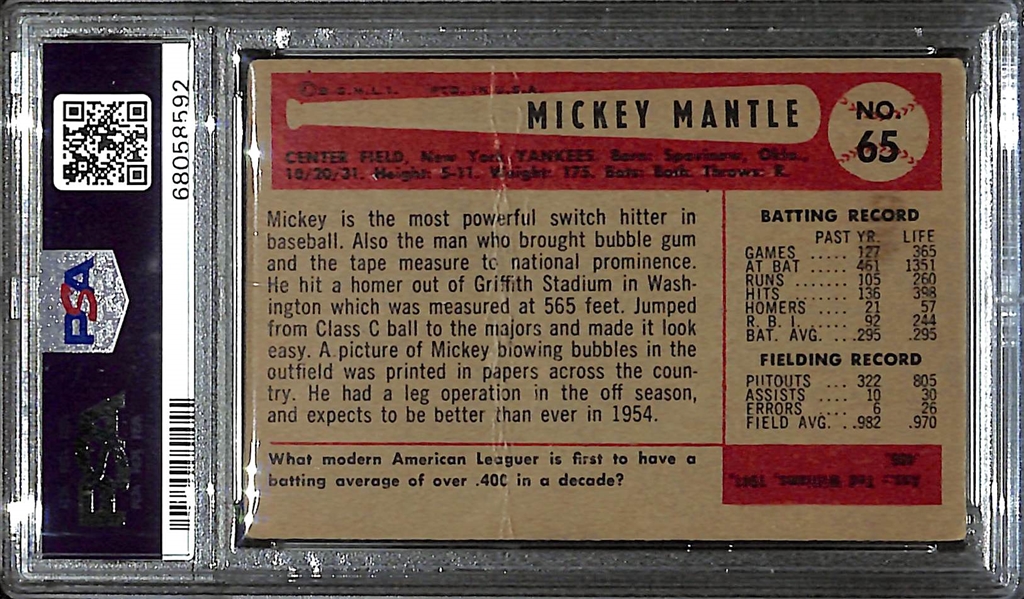 68058592
PSA
© B.G.H.L.I. PTD. IN U.S.A.
MICKEY MANTLE
NO.
65
CENTER FIELD, New York YANKEES Born: Spavinaw, Okla.,
10/20/31. Height: 5-11. Weight: 175. Bats: Both Throws: R.
Mickey is the most powerful switch hitter in
baseball. Also the man who brought bubble gum
and the tape measure to national prominence.
He hit a homer out of Griffith Stadium in Wash-
ington which was measured at 565 feet. Jumped
from Class C ball to the majors and made it look
easy. A picture of Mickey blowing bubbles in the
outfield was printed in papers across the coun-
try. He had a leg operation in the off season,
and expects to be better than ever in 1954.
What modern American Leaguer is first to have a
batting average of over .400 in a decade?
BATTING RECORD
PAST YR. LIFE
GAMES ..... 127 365
AT BAT ..... 461 1351
RUNS ....... 105 260
HITS ....... 136 398
HOMERS .... 21 57
R. B. I. .... 92 244
BAT. AVG. ...295 .295
FIELDING RECORD
PUTOUTS ... 322 805
ASSISTS .... 10 30
ERRORS .... 6 26
FIELD AVG. ..982 .970
Ans.: Ted Williams, 1941,
.406.